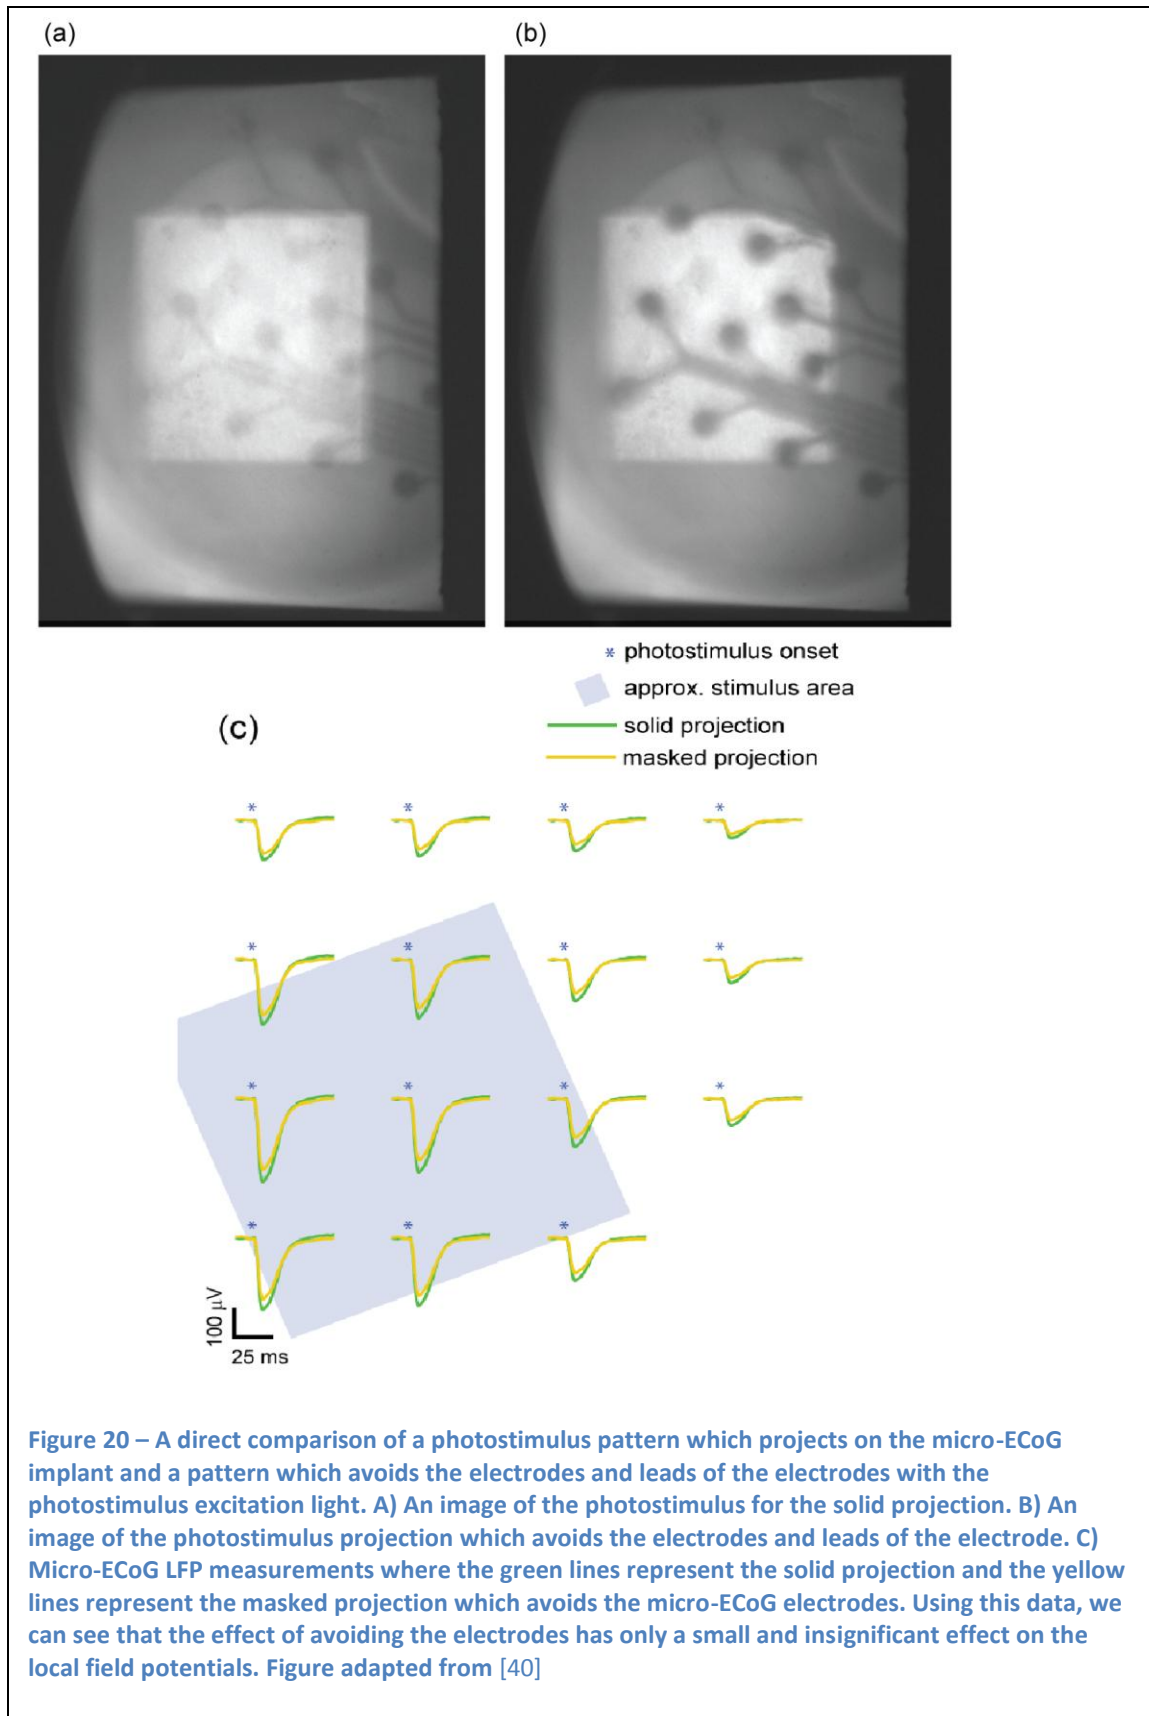 (a)
(b)
* photostimulus onset
approx. stimulus area
(c)
solid projection
masked projection
* * * *
* * * *
* * * *
* * *
100 μV
25 ms
Figure 20 – A direct comparison of a photostimulus pattern which projects on the micro-ECoG
implant and a pattern which avoids the electrodes and leads of the electrodes with the
photostimulus excitation light. A) An image of the photostimulus for the solid projection. B) An
image of the photostimulus projection which avoids the electrodes and leads of the electrode. C)
Micro-ECoG LFP measurements where the green lines represent the solid projection and the yellow
lines represent the masked projection which avoids the micro-ECoG electrodes. Using this data, we
can see that the effect of avoiding the electrodes has only a small and insignificant effect on the
local field potentials. Figure adapted from [40]